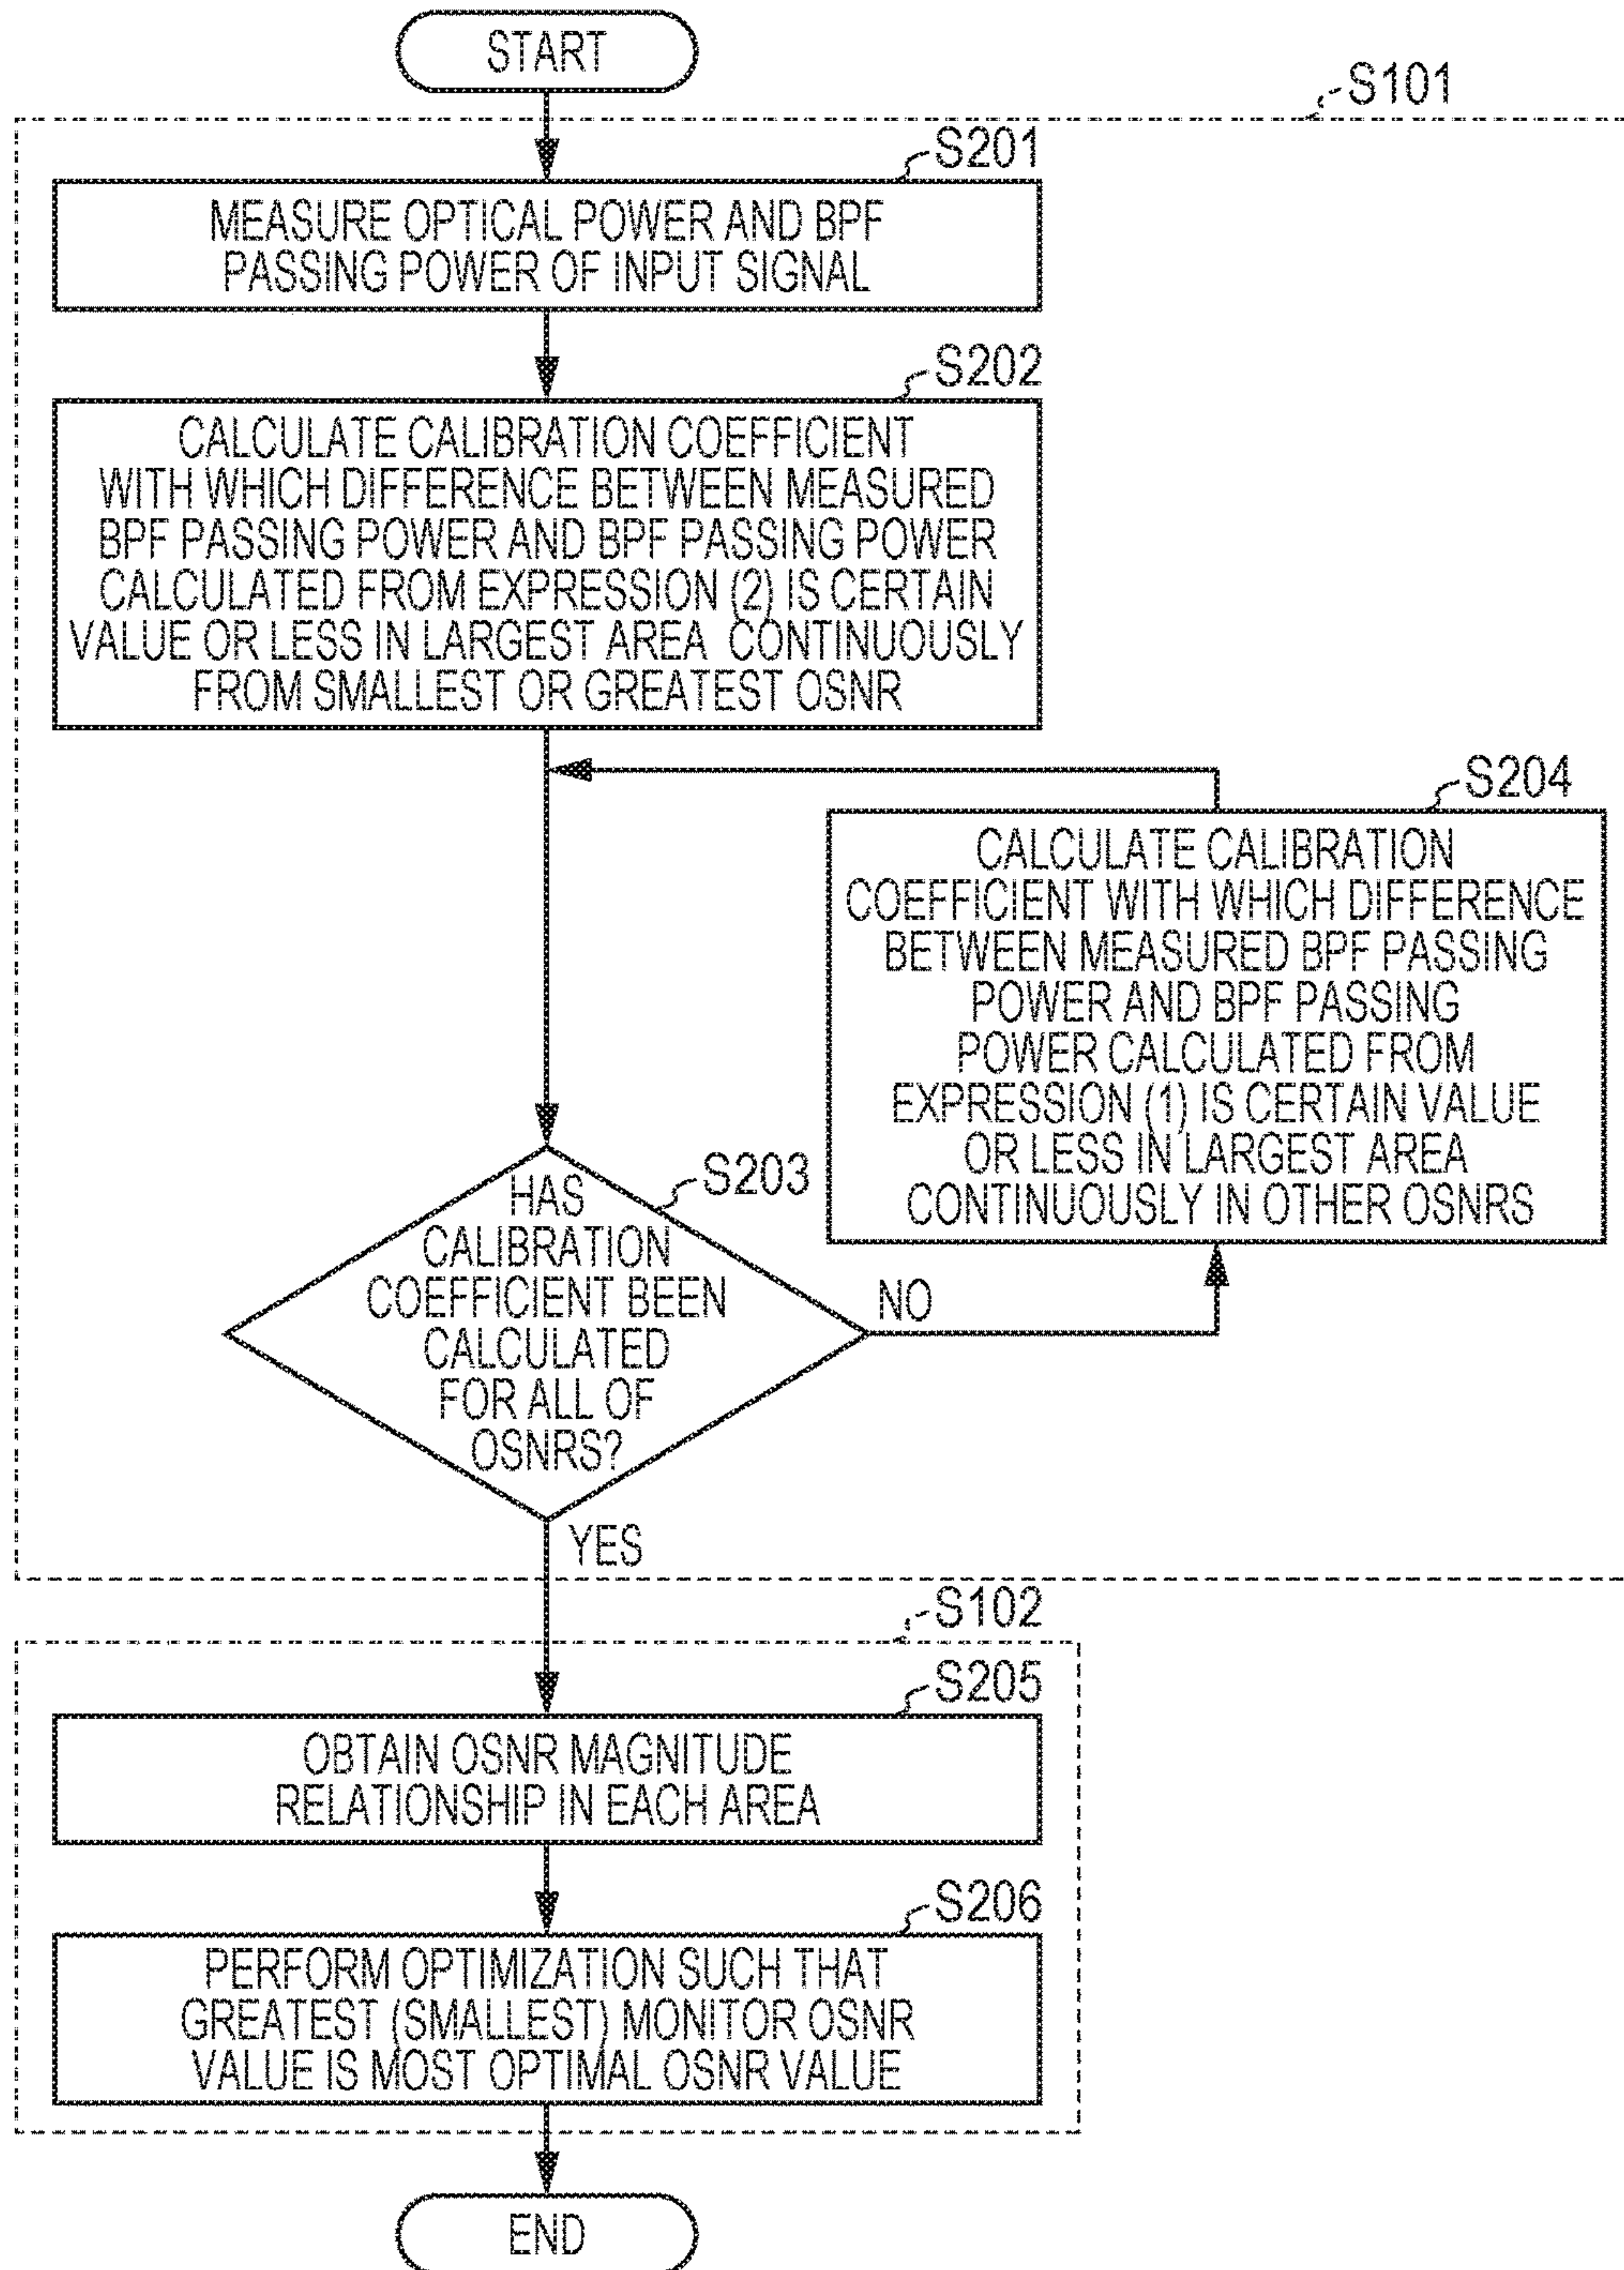 START
S101
S201
MEASURE OPTICAL POWER AND BPF
PASSING POWER OF INPUT SIGNAL
S202
CALCULATE CALIBRATION COEFFICIENT
WITH WHICH DIFFERENCE BETWEEN MEASURED
BPF PASSING POWER AND BPF PASSING POWER
CALCULATED FROM EXPRESSION (2) IS CERTAIN
VALUE OR LESS IN LARGEST AREA CONTINUOUSLY
FROM SMALLEST OR GREATEST OSNR
S204
CALCULATE CALIBRATION
COEFFICIENT WITH WHICH DIFFERENCE
BETWEEN MEASURED BPF PASSING
POWER AND BPF PASSING
POWER CALCULATED FROM
EXPRESSION (1) IS CERTAIN VALUE
OR LESS IN LARGEST AREA
CONTINUOUSLY IN OTHER OSNRS
S203
HAS
CALIBRATION
COEFFICIENT BEEN
CALCULATED
FOR ALL OF
OSNRS?
NO
YES
S102
S205
OBTAIN OSNR MAGNITUDE
RELATIONSHIP IN EACH AREA
S206
PERFORM OPTIMIZATION SUCH THAT
GREATEST (SMALLEST) MONITOR OSNR
VALUE IS MOST OPTIMAL OSNR VALUE
END